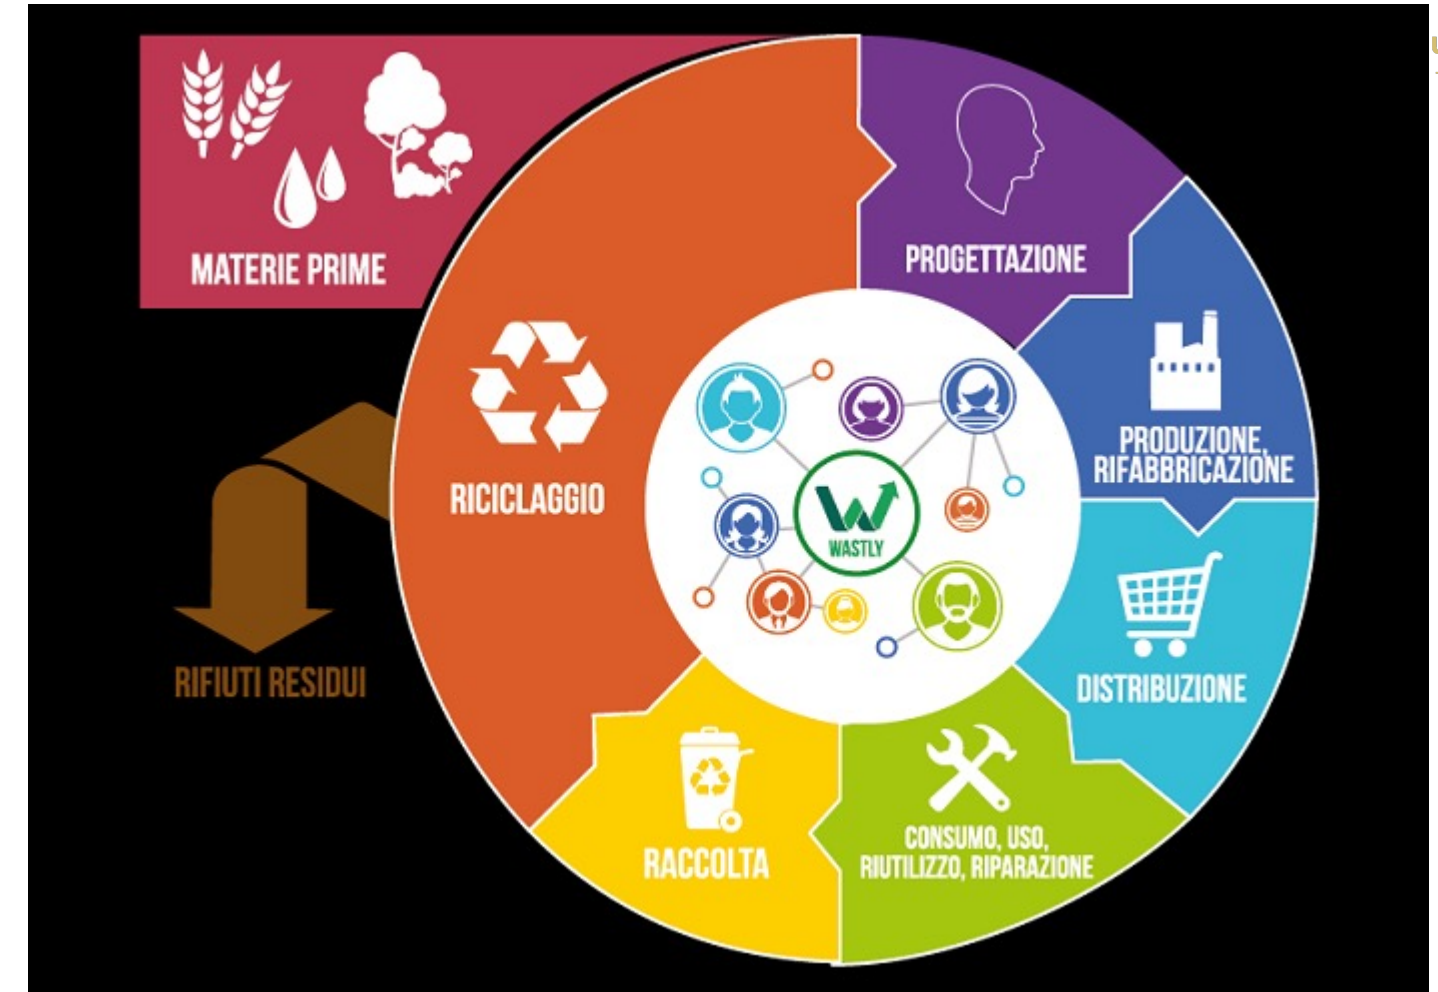 MATERIE PRIME
PROGETTAZIONE
PRODUZIONE,
RIFABBRICAZIONE
RICICLAGGIO
WASTLY
DISTRIBUZIONE
RIFIUTI RESIDUI
CONSUMO, USO,
RIUTILIZZO, RIPARAZIONE
RACCOLTA